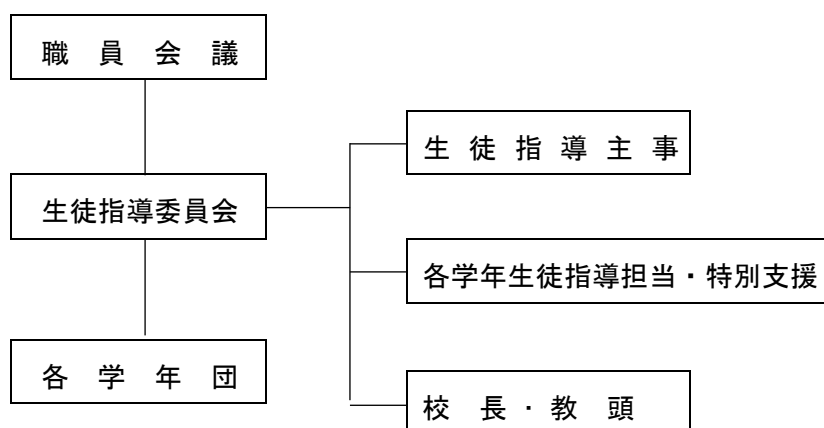 職員会議
生徒指導主事
生徒指導委員会
各学年生徒指導担当・特別支援
各学年団
校長・教頭